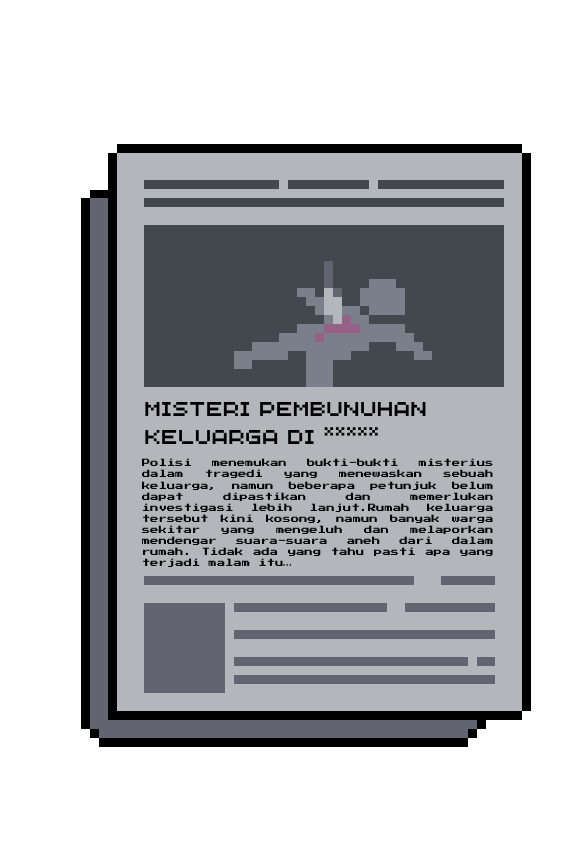 MISTERI PEMBUNUHAN
KELUARGA DI xxxxx
Polisi menemukan bukti-bukti misterius
dalam tragedi yang menewaskan sebuah
keluarga, namun beberapa petunjuk belum
dapat dipastikan dan memerlukan
investigasi lebih lanjut.Rumah keluarga
tersebut kini kosong, namun banyak warga
sekitar yang mengeluh dan melaporkan
mendengar suara-suara aneh dari dalam
rumah. Tidak ada yang tahu pasti apa yang
terjadi malam itu...